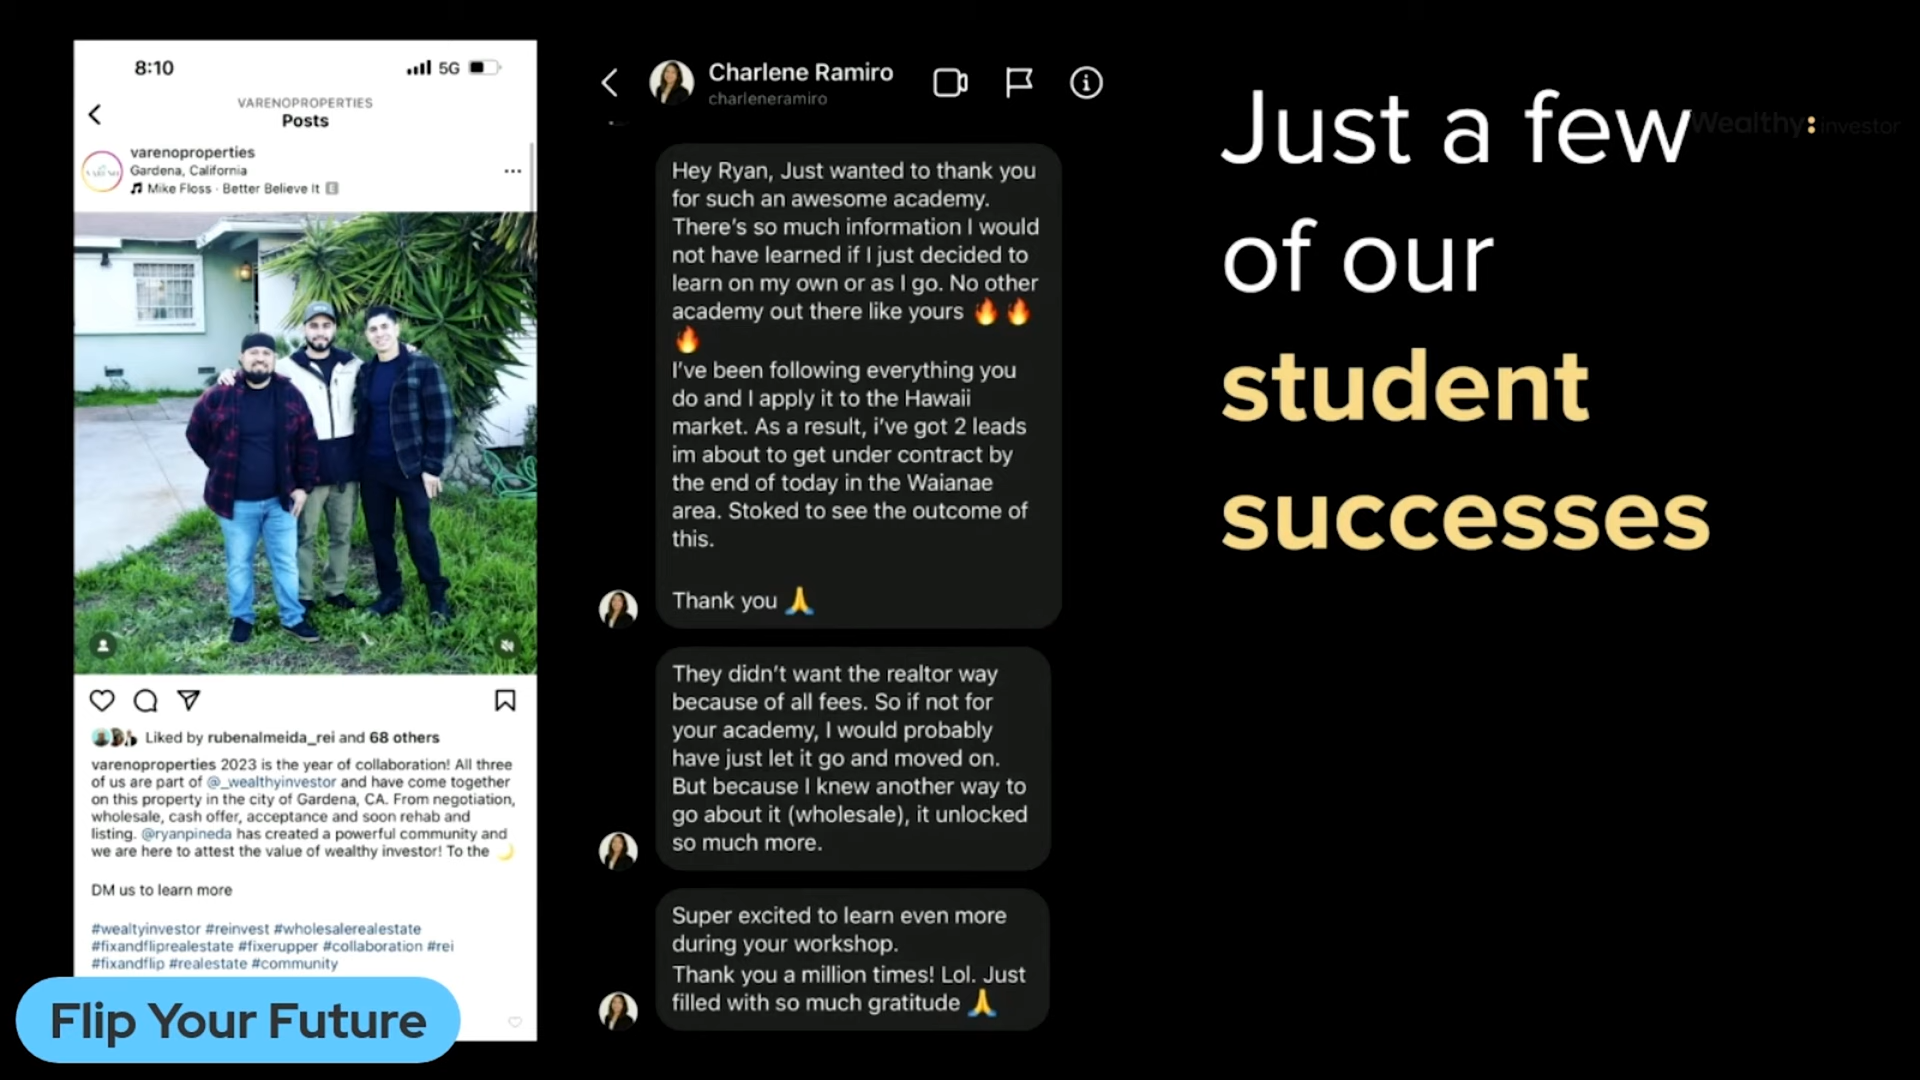 8:10
5G
VARENOPROPERTIES
Posts
varenoproperties
Gardena, California
Mike Floss · Better Believe It E
Liked by rubenalmeida_rei and 68 others
varenoproperties 2023 is the year of collaboration! All three
of us are part of @_wealthyinvestor and have come together
on this property in the city of Gardena, CA. From negotiation,
wholesale, cash offer, acceptance and soon rehab and
listing. @ryanpineda has created a powerful community and
we are here to attest the value of wealthy investor! To the 🌙
DM us to learn more
#wealtyinvestor #reinvest #wholesalerealestate
#fixandfliprealestate #fixerupper #collaboration #rei
#fixandflip #realestate #community
Flip Your Future
Charlene Ramiro
charleneramiro
Hey Ryan, Just wanted to thank you
for such an awesome academy.
There's so much information I would
not have learned if I just decided to
learn on my own or as I go. No other
academy out there like yours 🔥🔥
🔥
I've been following everything you
do and I apply it to the Hawaii
market. As a result, i've got 2 leads
im about to get under contract by
the end of today in the Waianae
area. Stoked to see the outcome of
this.
Thank you 🙏
They didn't want the realtor way
because of all fees. So if not for
your academy, I would probably
have just let it go and moved on.
But because I knew another way to
go about it (wholesale), it unlocked
so much more.
Super excited to learn even more
during your workshop.
Thank you a million times! Lol. Just
filled with so much gratitude 🙏
Just a few
of our
student
successes
Wealthy: investor